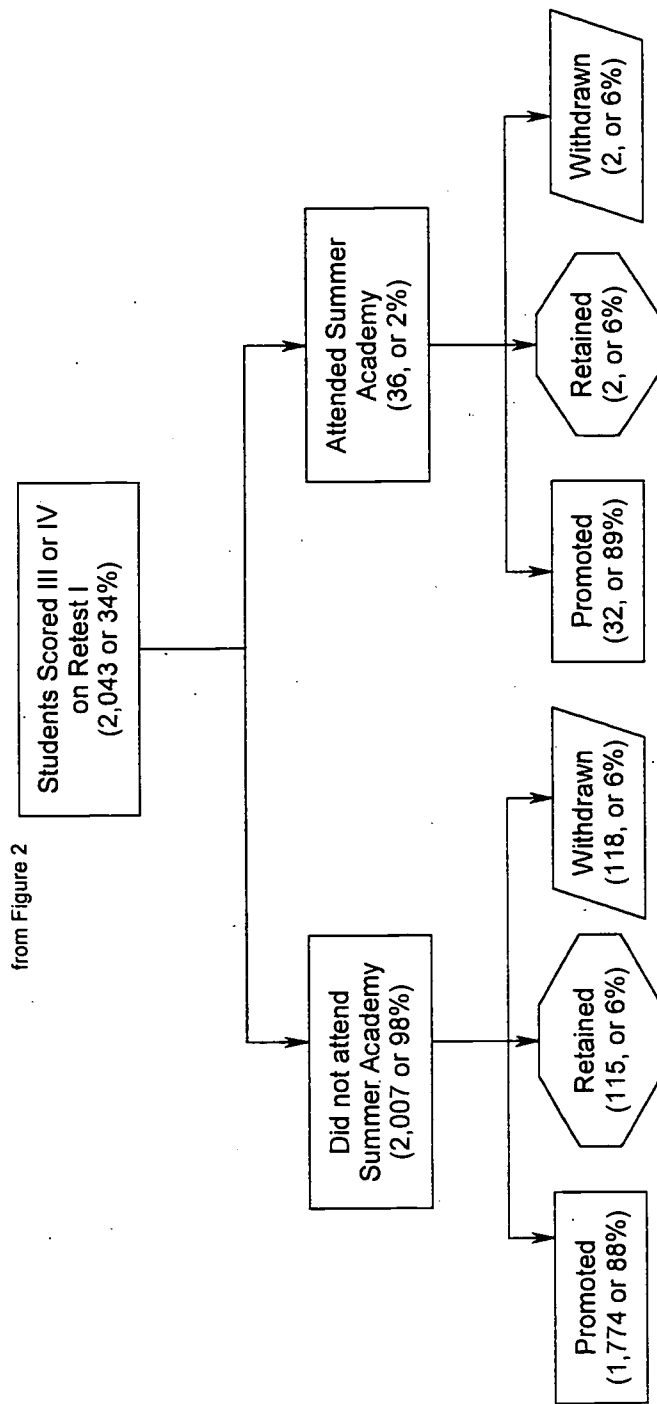 from Figure 2
Students Scored III or IV
on Retest I
(2,043 or 34%)
Did not attend
Summer Academy
(2,007 or 98%)
Attended Summer
Academy
(36, or 2%)
Promoted
(1,774 or 88%)
Retained
(115, or 6%)
Withdrawn
(118, or 6%)
Promoted
(32, or 89%)
Retained
(2, or 6%)
Withdrawn
(2, or 6%)